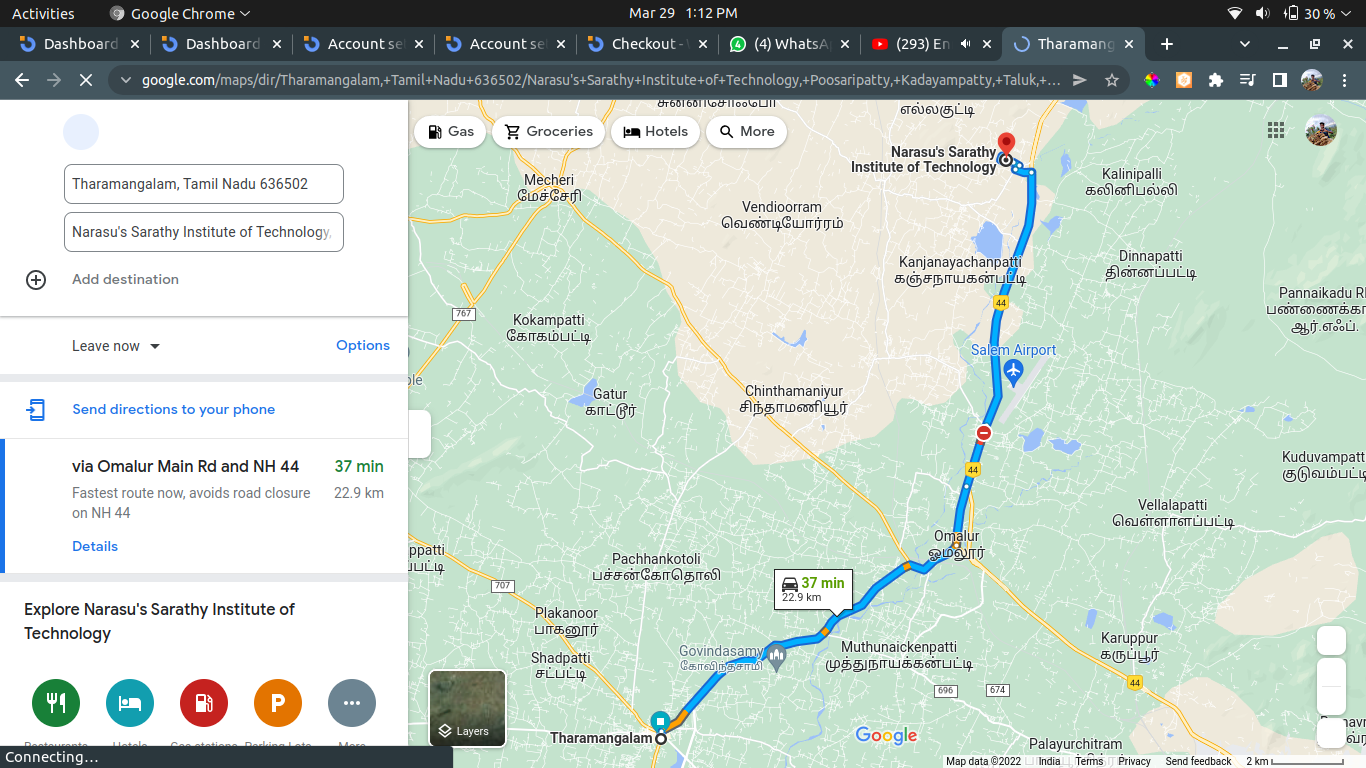 Activities
Google Chrome
Mar 29 1:12 PM
30 %
Dashboard
Dashboard
Account se
Account se
Checkout -
(4) WhatsA
(293) En
Tharamang
google.com/maps/dir/Tharamangalam,+Tamil+Nadu+636502/Narasu's+Sarathy+Institute+of+Technology,+Poosaripatty,+Kadayampatty,+Taluk,+...
Tharamangalam, Tamil Nadu 636502
Narasu's Sarathy Institute of Technology,
Add destination
Leave now
Options
Send directions to your phone
via Omalur Main Rd and NH 44
37 min
Fastest route now, avoids road closure
22.9 km
on NH 44
Details
Explore Narasu's Sarathy Institute of
Technology
Restaurants
Hotels
Gas stations
Parking Lots
More
Connecting...
Gas
Groceries
Hotels
More
எல்லகுட்டி
Narasu's Sarathy
Institute of Technology
Mecheri
மேச்சேரி
Kalinipalli
கலினிபல்லி
Vendioorram
வெண்டியோர்ரம்
Kanjanayachanpatti
கஞ்சநாயகன்பட்டி
Dinnapatti
தின்னப்பட்டி
Pannaikadu RF
பண்ணைக்கா
ஆர்.எஃப்.
767
44
Kokampatti
கோகம்பட்டி
Salem Airport
Gatur
காட்டூர்
Chinthamaniyur
சிந்தாமணியூர்
44
Kuduvampatt
குடுவம்பட்டி
Vellalapatti
வெள்ளாளப்பட்டி
Omalur
ஓமலூர்
ppatti
Pachhankotoli
பச்சன்கோதொலி
707
37 min
22.9 km
Plakanoor
பாகனூர்
Govindasamy
கோவிந்தசாமி
Muthunaickenpatti
முத்துநாயக்கன்பட்டி
Karuppur
கருப்பூர்
Shadpatti
சட்பட்டி
696
674
44
Layers
Tharamangalam
Google
Palayurchitram
Map data ©2022
India
Terms
Privacy
Send feedback
2 km